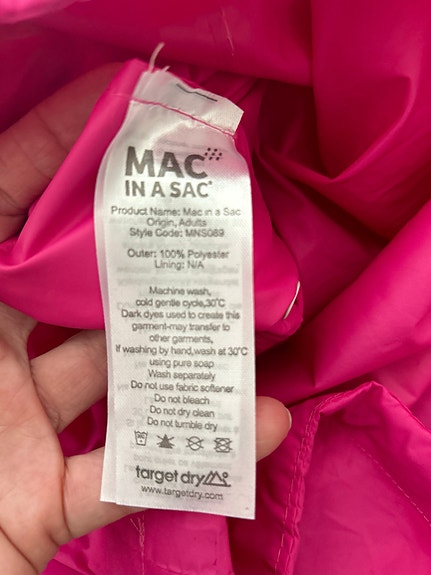 MAC
IN A SAC
Product Name: Mac in a Sac
Origin, Adults
Style Code: MNS089
Outer: 100% Polyester
Lining: N/A
Machine wash,
cold gentle cycle,30°C
Dark dyes used to create this
garment-may transfer to
other garments,
If washing by hand,wash at 30°C
using pure soap
Wash separately
Do not use fabric softener
Do not bleach
Do not dry clean
Do not tumble dry
target dry
www.targetdry.com